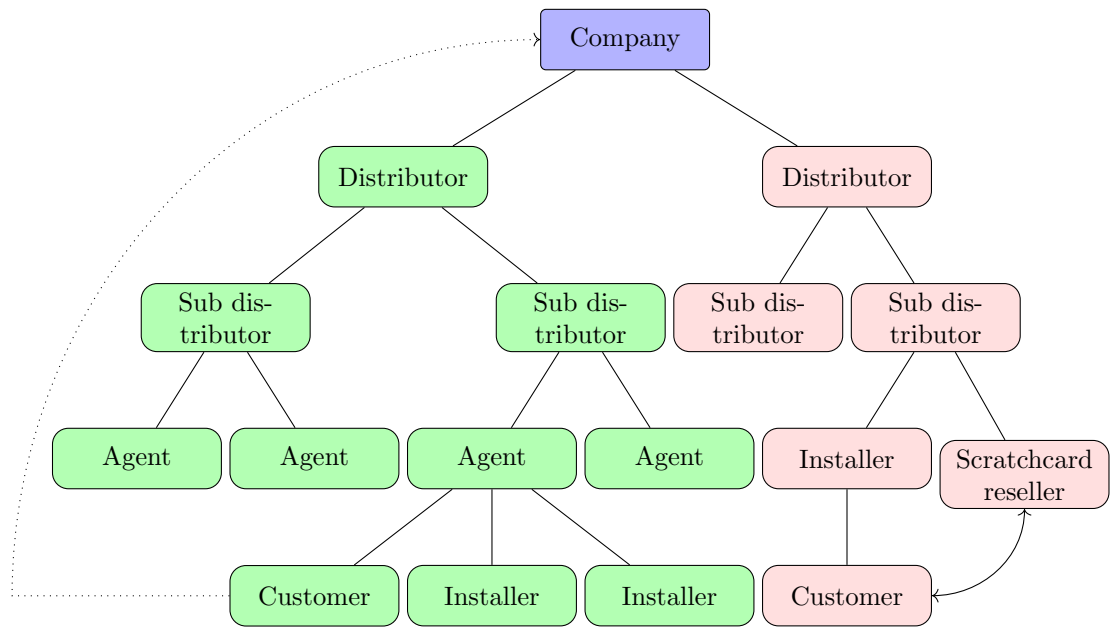 Company
Distributor
Distributor
Sub dis-
tributor
Sub dis-
tributor
Sub dis-
tributor
Sub dis-
tributor
Agent
Agent
Agent
Agent
Installer
Scratchcard
reseller
Customer
Installer
Installer
Customer